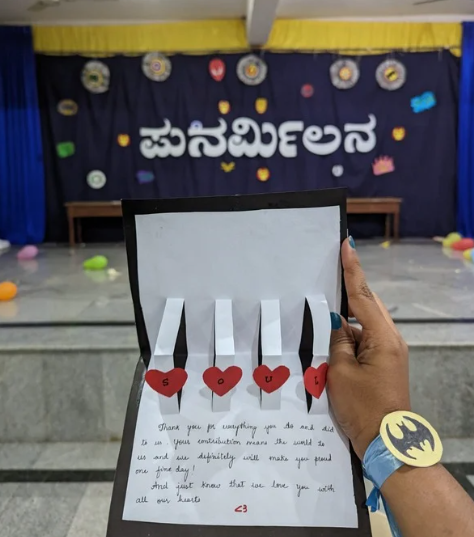 ಪುನರ್ಮಿಲನ
S O U L
Thank you for everything you do and did
to us. Your contribution means the world to
us and we definitely will make you proud
one fine day!
And just know that we love you with
all our hearts
<3